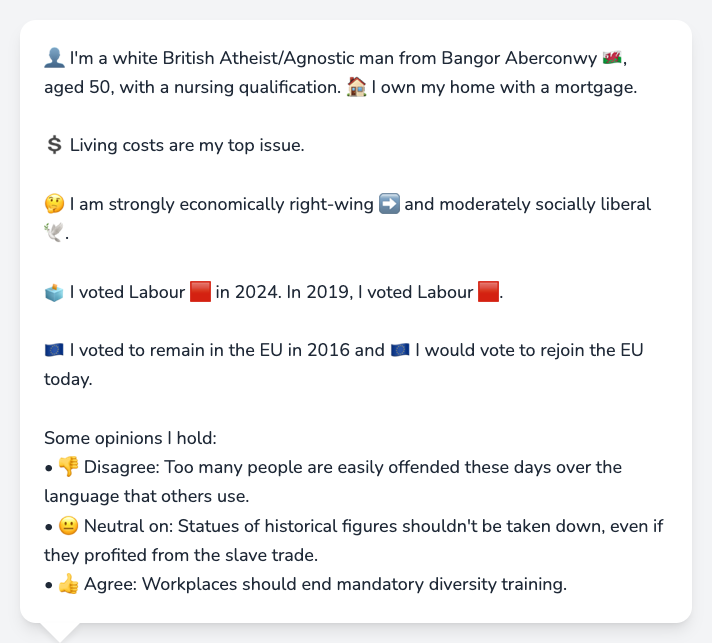 👤 I'm a white British Atheist/Agnostic man from Bangor Aberconwy 🏴󠁧󠁢󠁷󠁬󠁳󠁿,
aged 50, with a nursing qualification. 🏠 I own my home with a mortgage.
💲 Living costs are my top issue.
🤔 I am strongly economically right-wing ➡️ and moderately socially liberal
🕊️.
🗳️ I voted Labour 🟥 in 2024. In 2019, I voted Labour 🟥.
🇪🇺 I voted to remain in the EU in 2016 and 🇪🇺 I would vote to rejoin the EU
today.
Some opinions I hold:
• 👎 Disagree: Too many people are easily offended these days over the
language that others use.
• 😐 Neutral on: Statues of historical figures shouldn't be taken down, even if
they profited from the slave trade.
• 👍 Agree: Workplaces should end mandatory diversity training.